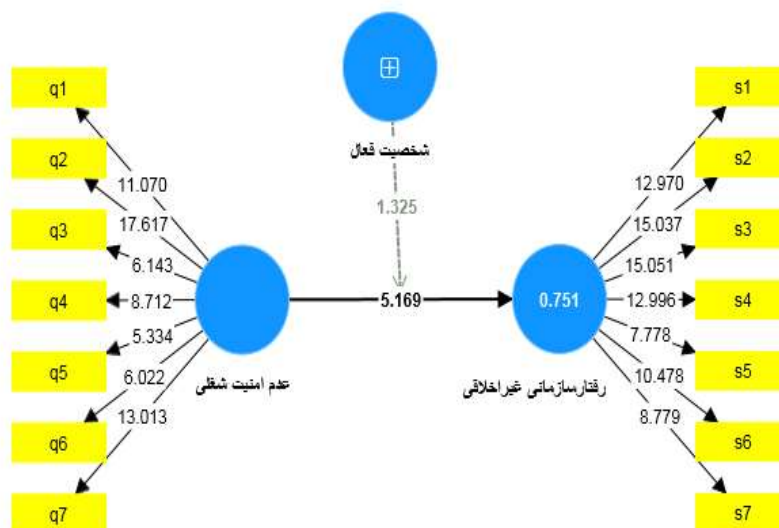 q1
q2
q3
q4
q5
q6
q7
11.070
17.617
6.143
8.712
5.334
6.022
13.013
شخصیت فعال
1.325
5.169
عدم امنیت شغلی
0.751
رفتارسازمانی غیراخلاقی
12.970
15.037
15.051
12.996
7.778
10.478
8.779
s1
s2
s3
s4
s5
s6
s7